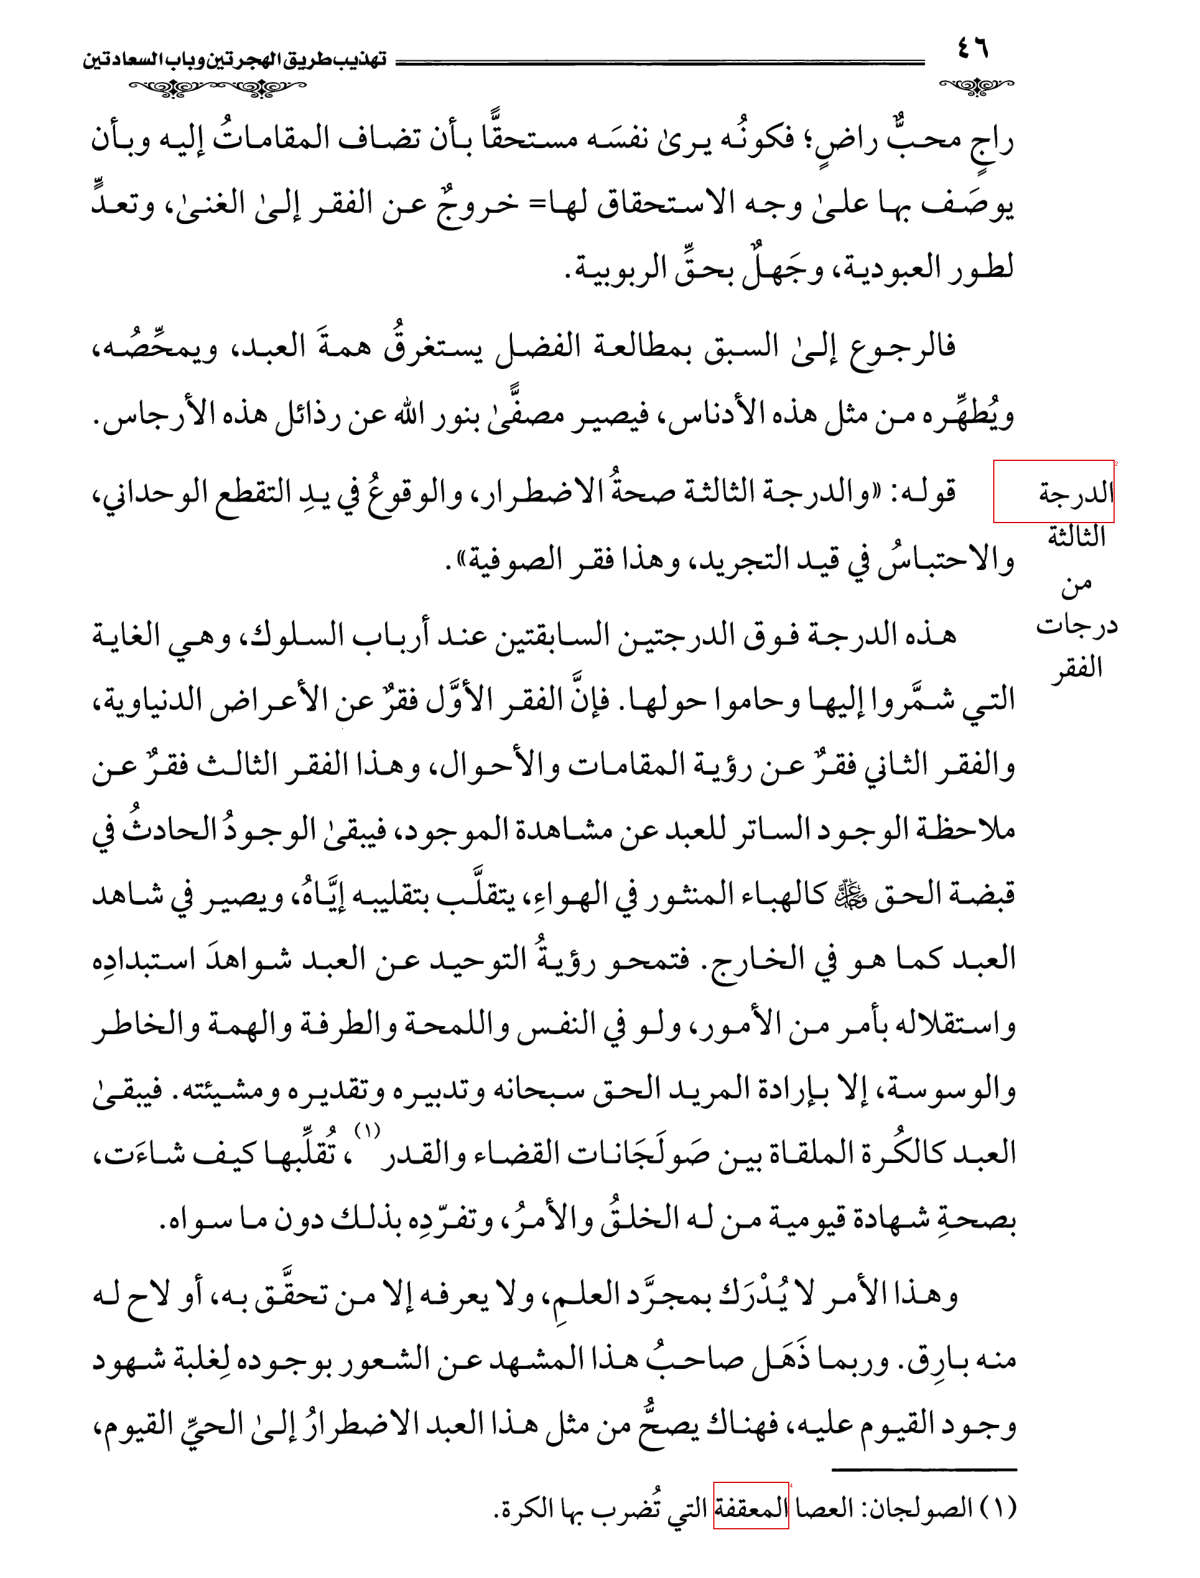 ٤٦
تهذيب طريق الهجرتين وباب السعادتين
راجٍ محبٌّ راضٍ؛ فكونُه يرىٰ نفسَه مستحقًّا بأن تضاف المقاماتُ إليه وبأن
يوصَف بها علىٰ وجه الاستحقاق لها= خروجٌ عن الفقر إلىٰ الغنىٰ، وتعدٍّ
لطور العبودية، وجَهلٌ بحقِّ الربوبية.
فالرجوع إلىٰ السبق بمطالعة الفضل يستغرقُ همةَ العبد، ويمحِّصُه،
ويُطهِّره من مثل هذه الأدناس، فيصير مصفًّىٰ بنور الله عن رذائل هذه الأرجاس.
قوله: «والدرجة الثالثة صحةُ الاضطرار، والوقوعُ في يدِ التقطع الوحداني،
والاحتباسُ في قيد التجريد، وهذا فقر الصوفية».
الدرجة
الثالثة
من
درجات
الفقر
هذه الدرجة فوق الدرجتين السابقتين عند أرباب السلوك، وهي الغاية
التي شمَّروا إليها وحاموا حولها. فإنَّ الفقر الأوَّل فقرٌ عن الأعراض الدنياوية،
والفقر الثاني فقرٌ عن رؤية المقامات والأحوال، وهذا الفقر الثالث فقرٌ عن
ملاحظة الوجود الساتر للعبد عن مشاهدة الموجود، فيبقىٰ الوجودُ الحادثُ في
قبضة الحق ﷻ كالهباء المنثور في الهواءِ، يتقلَّب بتقليبه إيَّاهُ، ويصير في شاهد
العبد كما هو في الخارج. فتمحو رؤيةُ التوحيد عن العبد شواهدَ استبدادِه
واستقلاله بأمر من الأمور، ولو في النفس واللمحة والطرفة والهمة والخاطر
والوسوسة، إلا بإرادة المريد الحق سبحانه وتدبيره وتقديره ومشيئته. فيبقىٰ
العبد كالكُرة الملقاة بين صَولَجَانات القضاء والقدر(١)، تُقلِّبها كيف شاءَت،
بصحةِ شهادة قيومية من له الخلقُ والأمرُ، وتفرّدِه بذلك دون ما سواه.
وهذا الأمر لا يُدْرَك بمجرَّد العلمِ، ولا يعرفه إلا من تحقَّق به، أو لاح له
منه بارِق. وربما ذَهَل صاحبُ هذا المشهد عن الشعور بوجوده لِغلبة شهود
وجود القيوم عليه، فهناك يصحُّ من مثل هذا العبد الاضطرارُ إلىٰ الحيِّ القيوم،
(١) الصولجان: العصا المعقفة التي تُضرب بها الكرة.